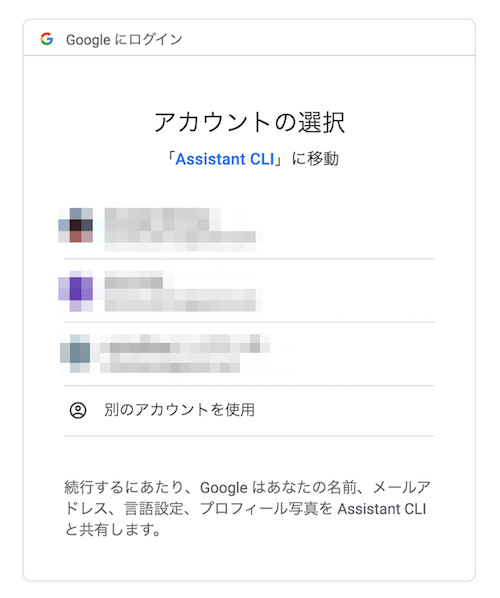 Google にログイン
アカウントの選択
「Assistant CLI」に移動
別のアカウントを使用
続行するにあたり、Google はあなたの名前、メールア
ドレス、言語設定、プロフィール写真を Assistant CLI
と共有します。